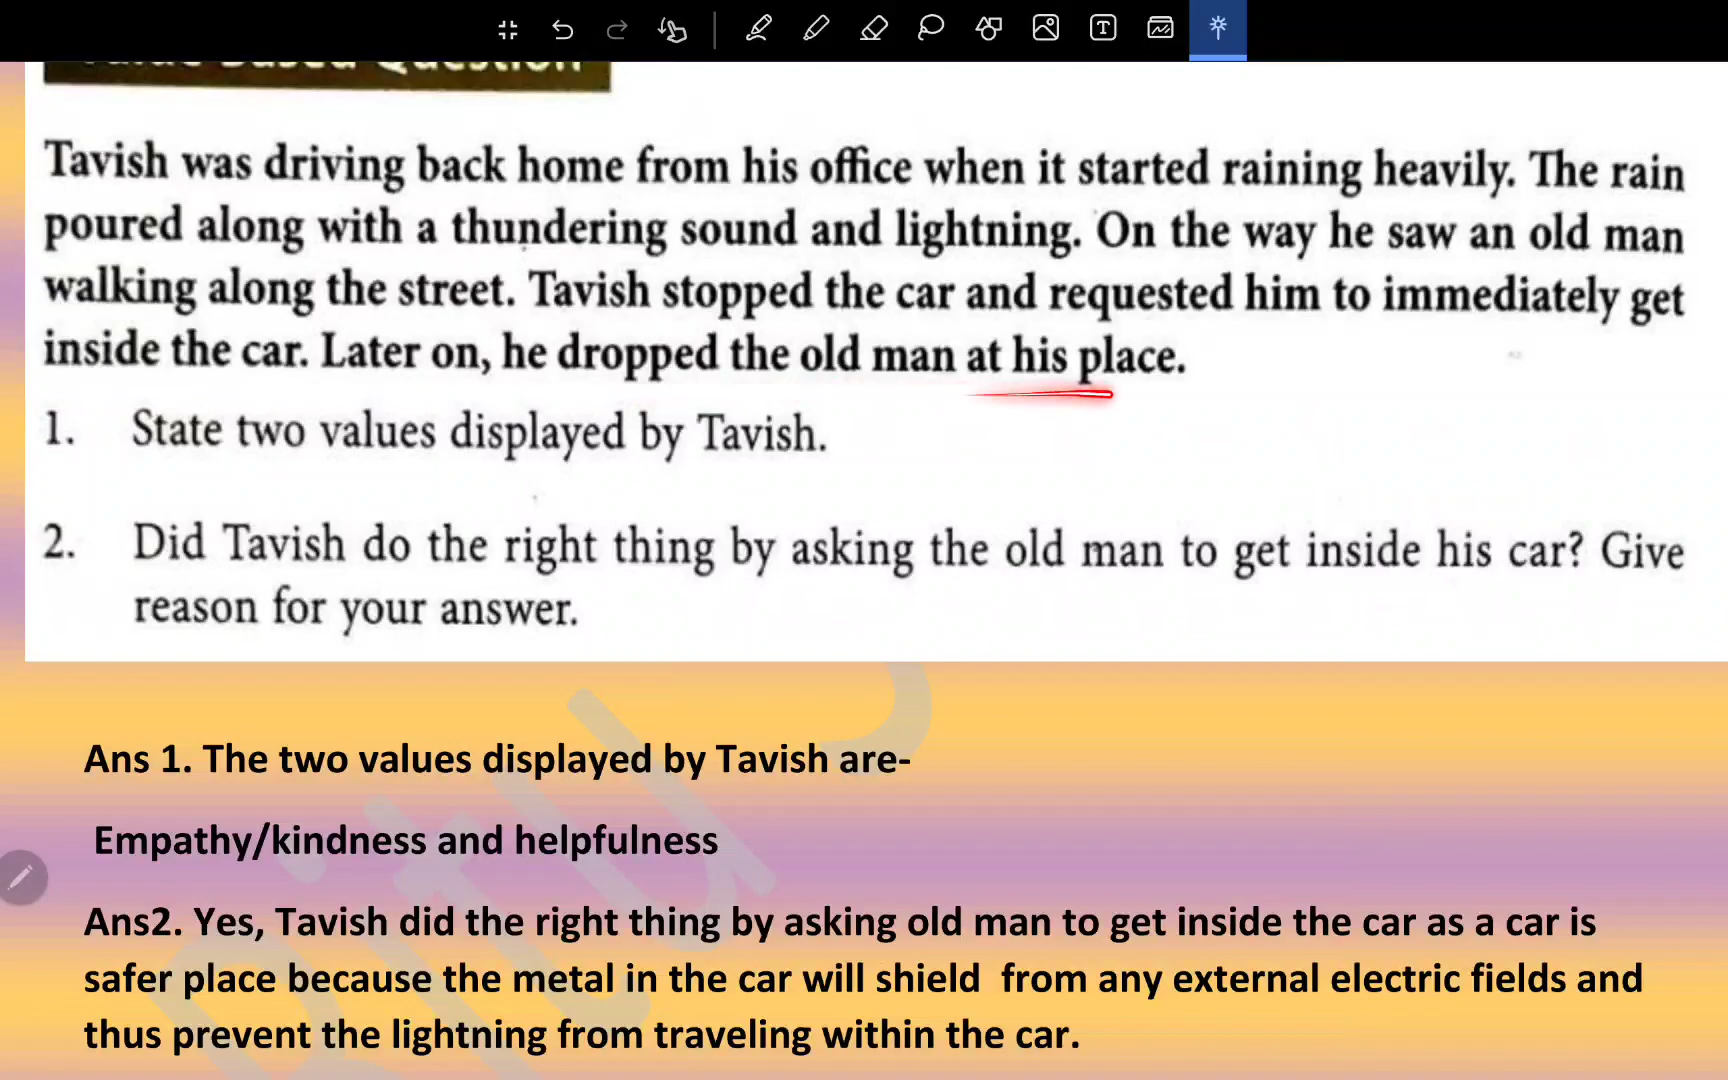 Value Based Question
Tavish was driving back home from his office when it started raining heavily. The rain
poured along with a thundering sound and lightning. On the way he saw an old man
walking along the street. Tavish stopped the car and requested him to immediately get
inside the car. Later on, he dropped the old man at his place.
1. State two values displayed by Tavish.
2. Did Tavish do the right thing by asking the old man to get inside his car? Give
reason for your answer.
Ans 1. The two values displayed by Tavish are-
Empathy/kindness and helpfulness
Ans2. Yes, Tavish did the right thing by asking old man to get inside the car as a car is
safer place because the metal in the car will shield  from any external electric fields and
thus prevent the lightning from traveling within the car.